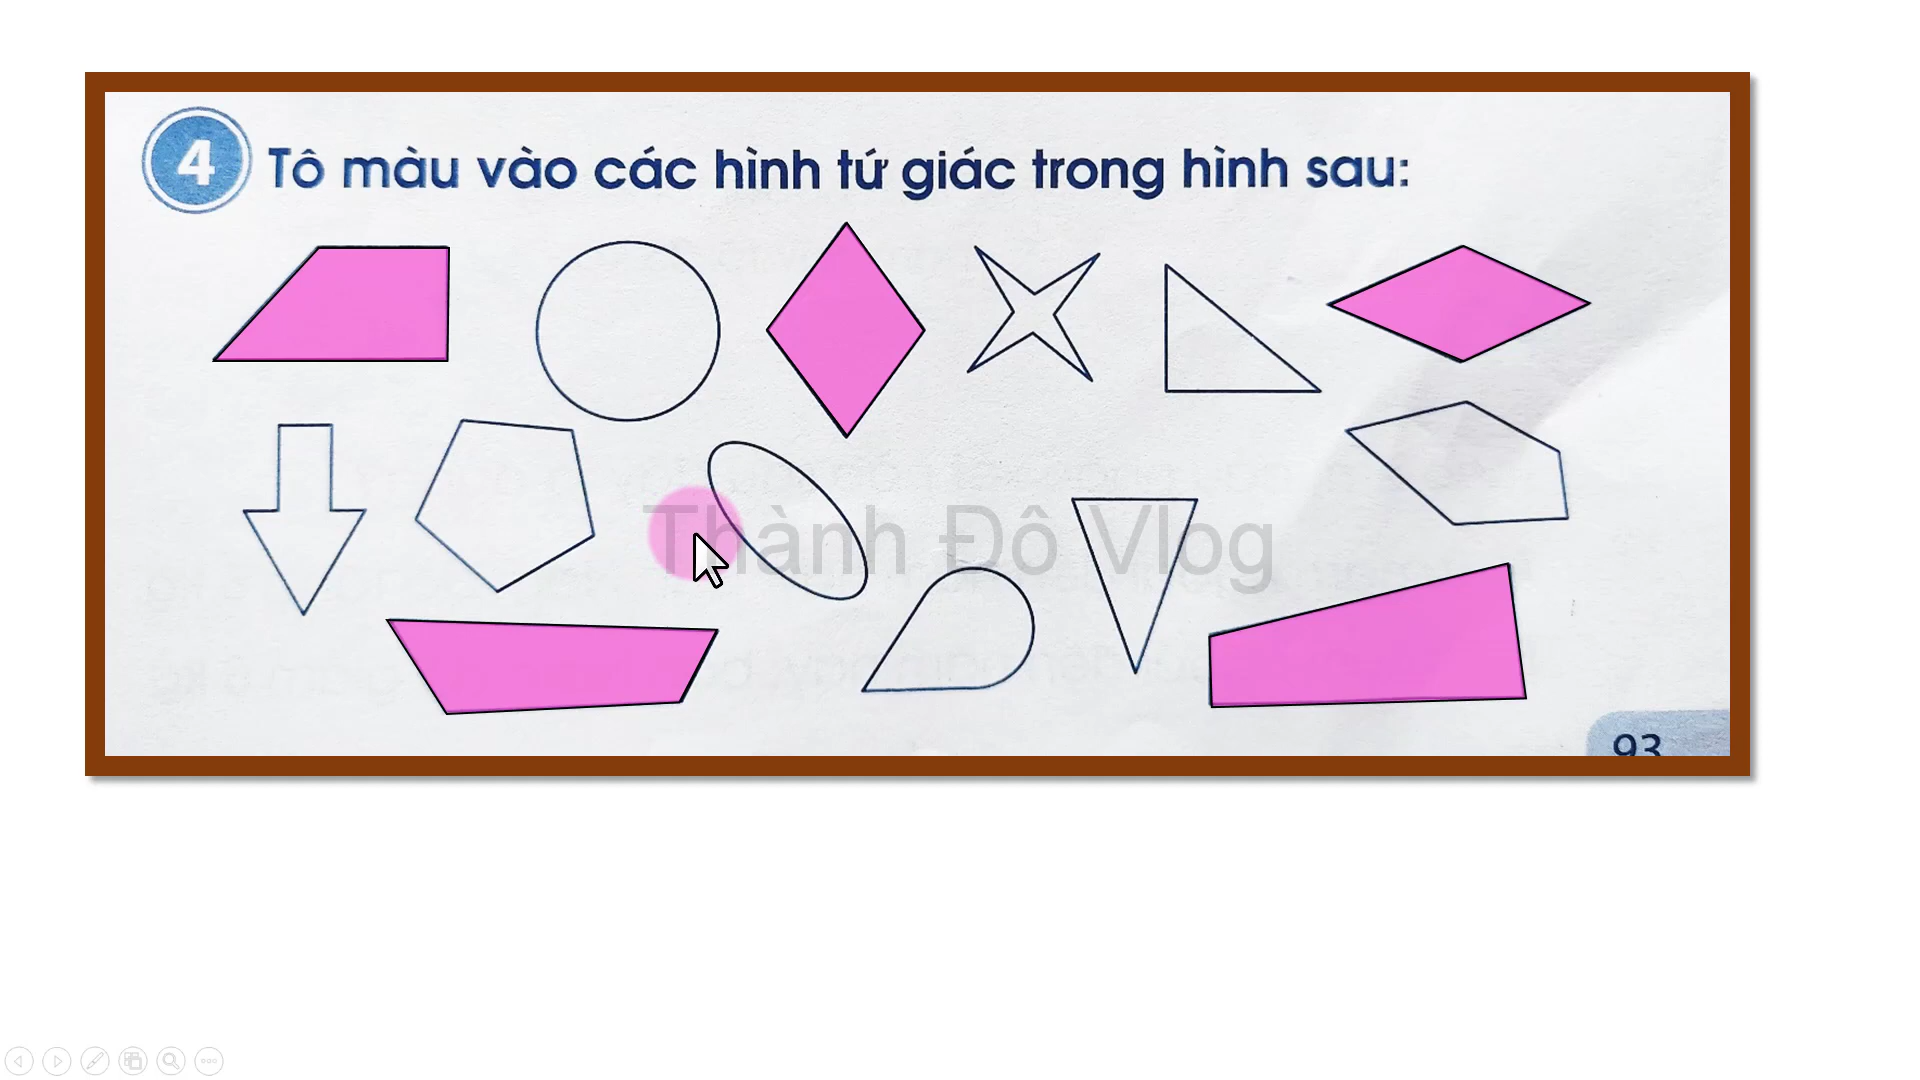 4 Tô màu vào các hình tứ giác trong hình sau:
Thành Đô Vlog
93